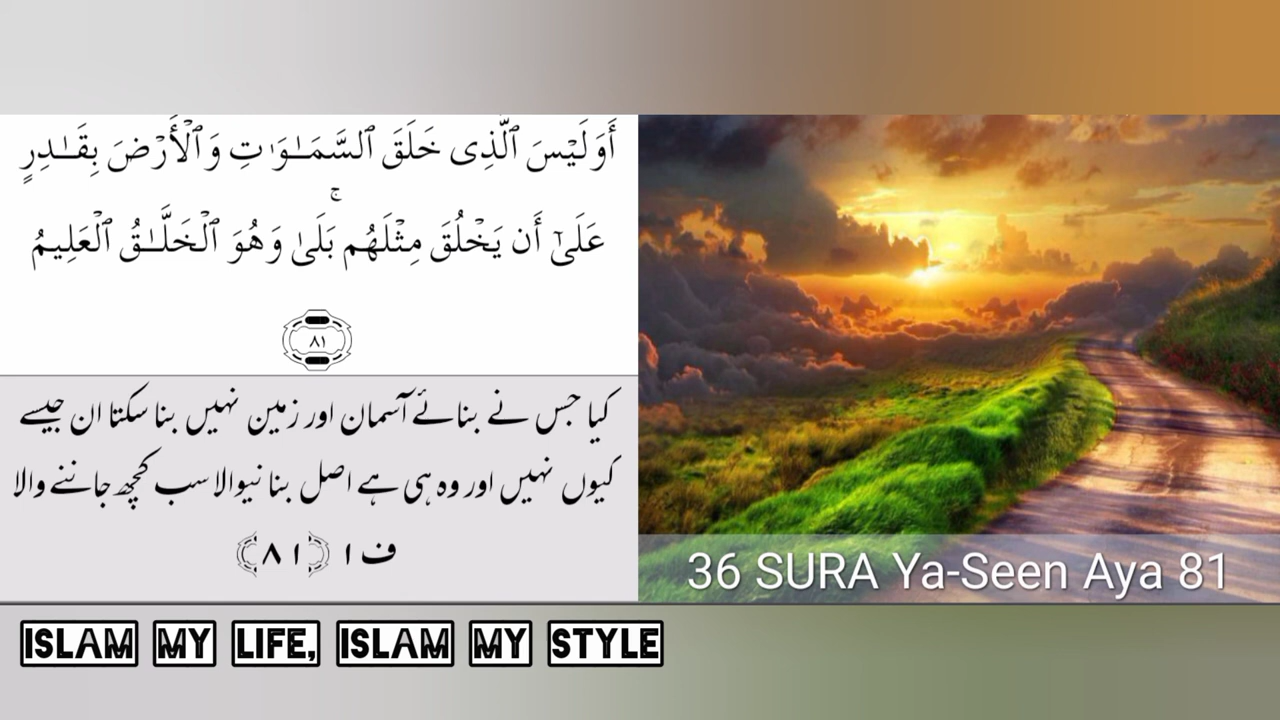 أَوَلَيْسَ ٱلَّذِى خَلَقَ ٱلسَّمَـٰوَٰتِ وَٱلْأَرْضَ بِقَـٰدِرٍ
عَلَىٰٓ أَن يَخْلُقَ مِثْلَهُم ۚ بَلَىٰ وَهُوَ ٱلْخَلَّـٰقُ ٱلْعَلِيمُ
٨١
کیا جس نے بنائے آسمان اور زمین نہیں بنا سکتا ان جیسے
کیوں نہیں اور وہ ہی ہے اصل بنانیوالا سب کچھ جاننے والا
ف ١ ﴿٨١﴾
36 SURA Ya-Seen Aya 81
ISLAM MY LIFE, ISLAM MY STYLE